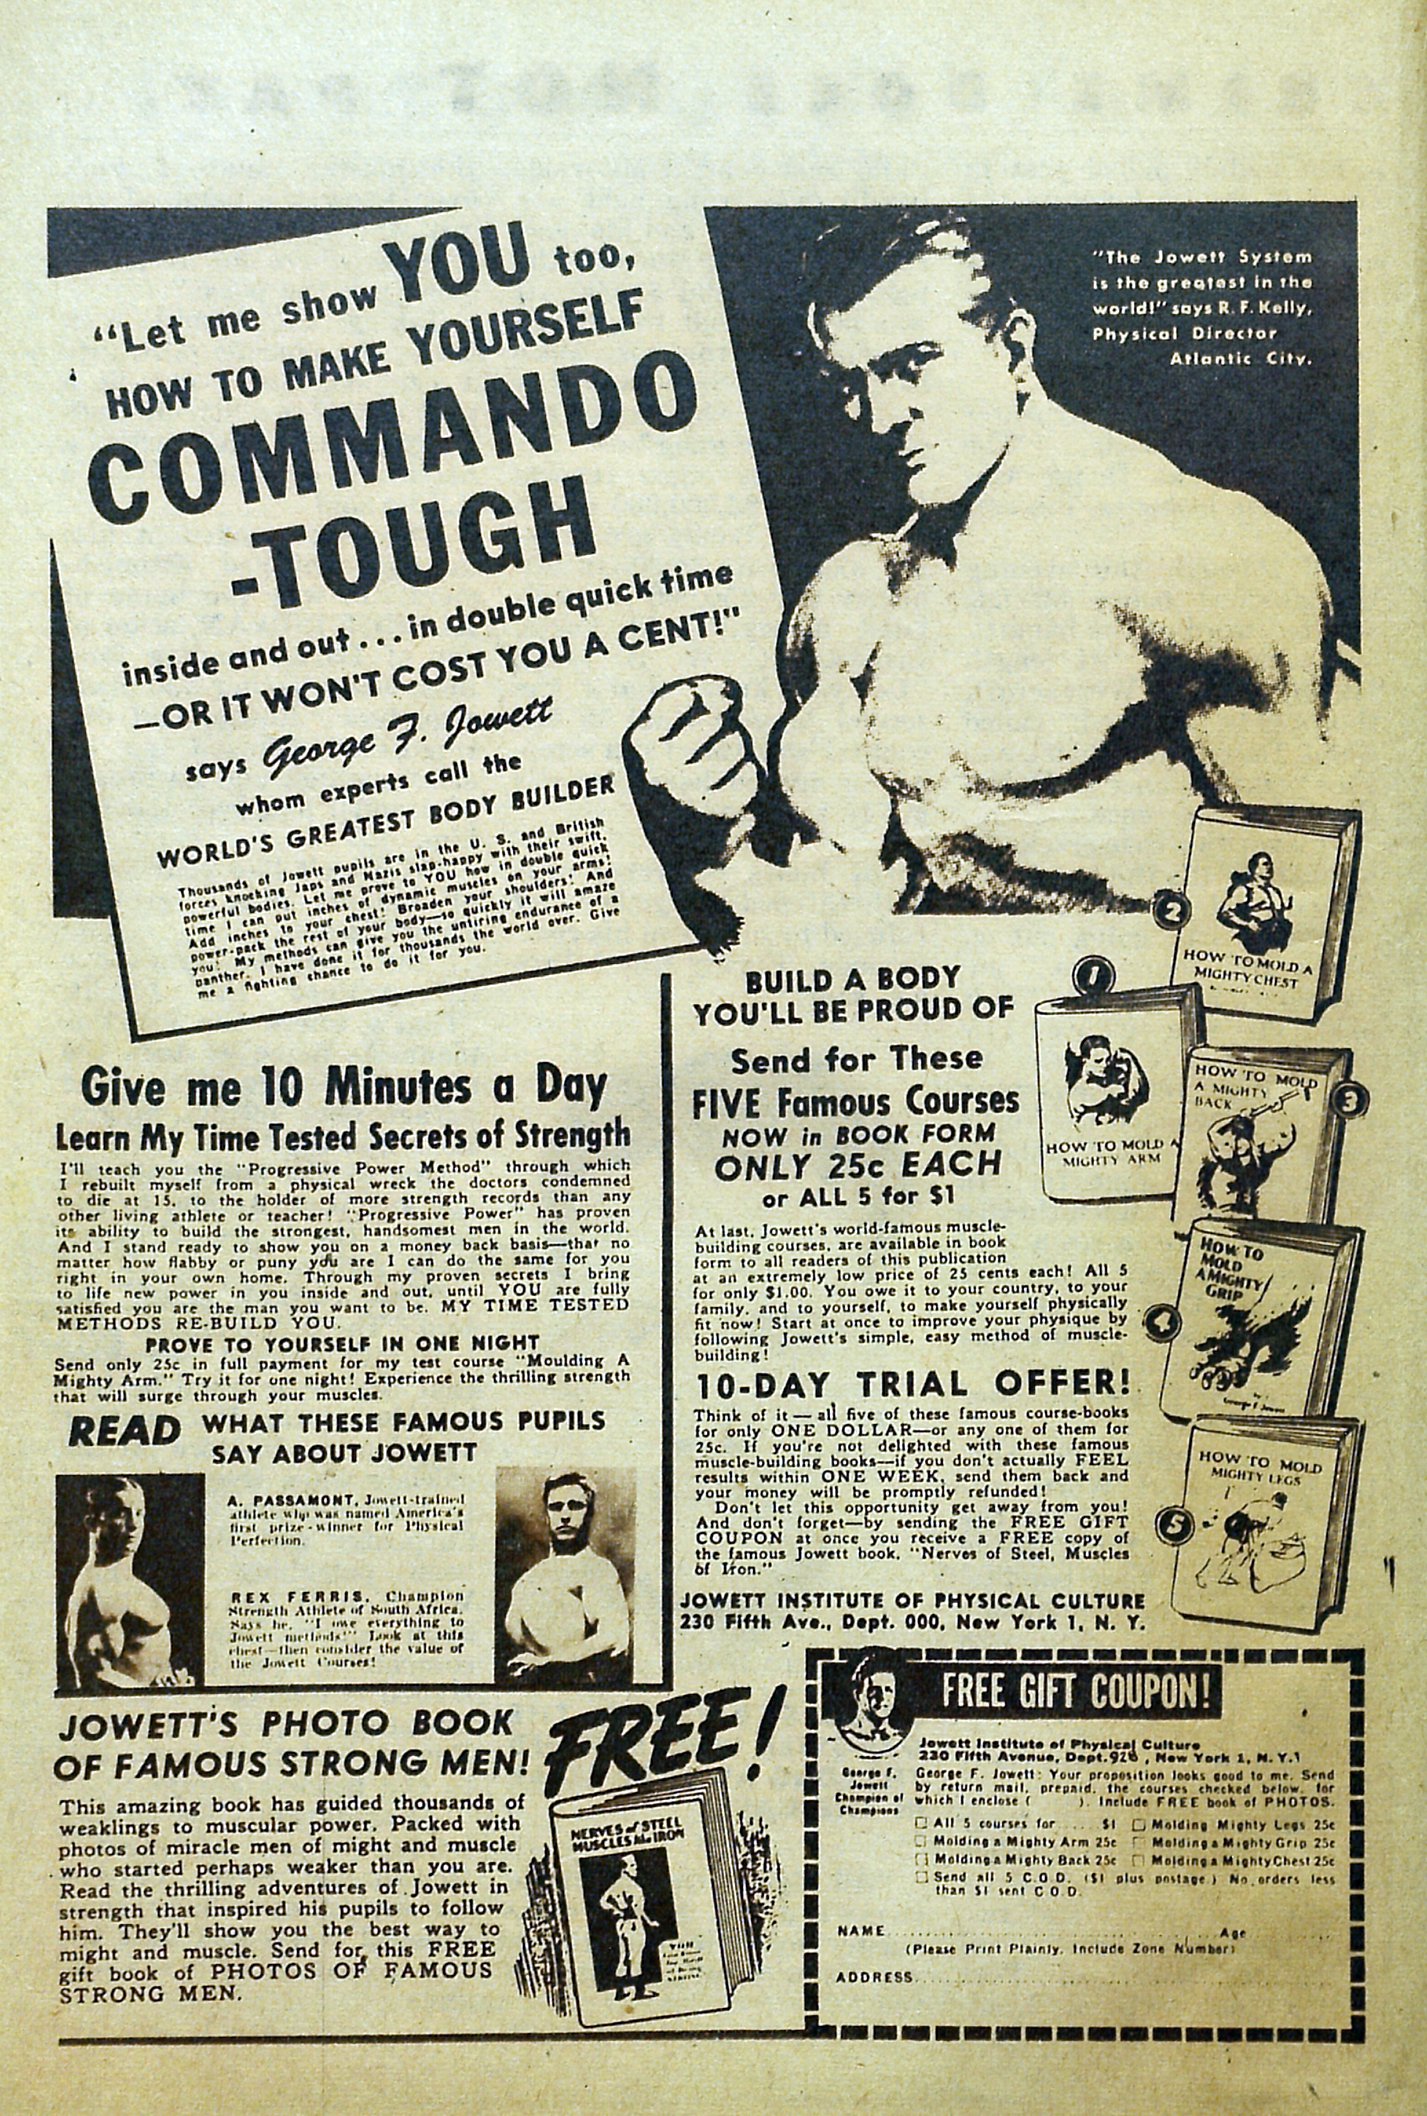 "Let me show YOU too,
HOW TO MAKE YOURSELF
COMMANDO
-TOUGH
inside and out... in double quick time
—OR IT WON'T COST YOU A CENT!"
says George F. Jowett
whom experts call the
WORLD'S GREATEST BODY BUILDER
Thousands of Jowett pupils are in the U. S. and British
forces knocking Japs and Nazis slap-happy with their swift,
powerful bodies. Let me prove to YOU how in double quick
time I can put inches of dynamic muscles on your arms!
Add inches to your chest! Broaden your shoulders! And
power-pack the rest of your body—so quickly it will amaze
you! My methods can give you the untiring endurance of a
panther. I have done it for thousands the world over. Give
me a fighting chance to do it for you.
"The Jowett System
is the greatest in the
world!" says R. F. Kelly,
Physical Director
Atlantic City.
Give me 10 Minutes a Day
Learn My Time Tested Secrets of Strength
I'll teach you the "Progressive Power Method" through which
I rebuilt myself from a physical wreck the doctors condemned
to die at 15, to the holder of more strength records than any
other living athlete or teacher! "Progressive Power" has proven
its ability to build the strongest, handsomest men in the world.
And I stand ready to show you on a money back basis—that no
matter how flabby or puny you are I can do the same for you
right in your own home. Through my proven secrets I bring
to life new power in you inside and out, until YOU are fully
satisfied you are the man you want to be. MY TIME TESTED
METHODS RE-BUILD YOU.
PROVE TO YOURSELF IN ONE NIGHT
Send only 25c in full payment for my test course "Moulding A
Mighty Arm." Try it for one night! Experience the thrilling strength
that will surge through your muscles.
READ WHAT THESE FAMOUS PUPILS
SAY ABOUT JOWETT
A. PASSAMONT, Jowett-trained
athlete who was named America's
first prize-winner for Physical
Perfection.
REX FERRIS, Champion
Strength Athlete of South Africa.
Says he, "I owe everything to
Jowett methods!" Look at this
chest—then consider the value of
the Jowett Courses!
JOWETT'S PHOTO BOOK
OF FAMOUS STRONG MEN!
FREE!
This amazing book has guided thousands of
weaklings to muscular power. Packed with
photos of miracle men of might and muscle
who started perhaps weaker than you are.
Read the thrilling adventures of Jowett in
strength that inspired his pupils to follow
him. They'll show you the best way to
might and muscle. Send for this FREE
gift book of PHOTOS OF FAMOUS
STRONG MEN.
NERVES of STEEL
MUSCLES like IRON
BUILD A BODY
YOU'LL BE PROUD OF
Send for These
FIVE Famous Courses
NOW in BOOK FORM
ONLY 25c EACH
or ALL 5 for $1
At last, Jowett's world-famous muscle-
building courses, are available in book
form to all readers of this publication
at an extremely low price of 25 cents each! All 5
for only $1.00. You owe it to your country, to your
family, and to yourself, to make yourself physically
fit now! Start at once to improve your physique by
following Jowett's simple, easy method of muscle-
building!
10-DAY TRIAL OFFER!
Think of it—all five of these famous course-books
for only ONE DOLLAR—or any one of them for
25c. If you're not delighted with these famous
muscle-building books—if you don't actually FEEL
results within ONE WEEK, send them back and
your money will be promptly refunded!
Don't let this opportunity get away from you!
And don't forget—by sending the FREE GIFT
COUPON at once you receive a FREE copy of
the famous Jowett book, "Nerves of Steel, Muscles
of Iron."
JOWETT INSTITUTE OF PHYSICAL CULTURE
230 Fifth Ave., Dept. 000, New York 1, N. Y.
2
HOW TO MOLD A
MIGHTY CHEST
1
HOW TO MOLD A
MIGHTY ARM
3
HOW TO MOLD
A MIGHTY
BACK
4
HOW TO
MOLD
A MIGHTY
GRIP
by
George F. Jowett
5
HOW TO MOLD
MIGHTY LEGS
FREE GIFT COUPON!
George F.
Jowett
Champion of
Champions
Jowett Institute of Physical Culture
230 Fifth Avenue, Dept. 928, New York 1, N. Y.
George F. Jowett: Your proposition looks good to me. Send
by return mail, prepaid, the courses checked below, for
which I enclose ( ). Include FREE book of PHOTOS.
All 5 courses for ..... $1 Molding Mighty Legs 25c
Molding a Mighty Arm 25c Molding a Mighty Grip 25c
Molding a Mighty Back 25c Molding a Mighty Chest 25c
Send all 5 C.O.D. ($1 plus postage.) No orders less
than $1 sent C.O.D.
NAME Age
(Please Print Plainly. Include Zone Number)
ADDRESS